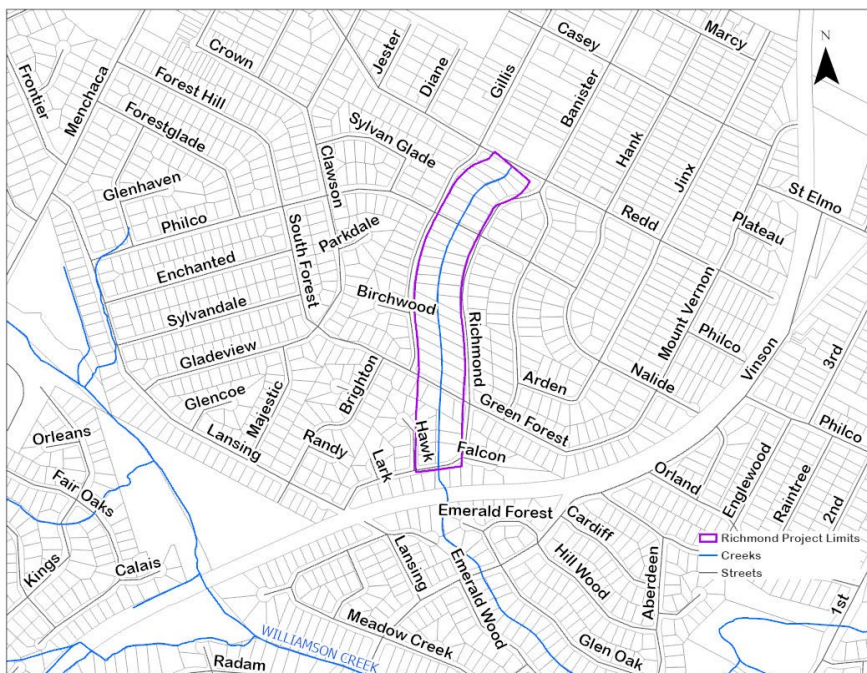 Marcy
Casey
Crown
Jester
Diane
Gillis
Banister
N
Frontier
Menchaca
Forest Hill
Forestglade
Sylvan Glade
Hank
Jinx
Clawson
Glenhaven
St Elmo
Philco
South Forest
Parkdale
Redd
Plateau
Enchanted
Sylvandale
Birchwood
Richmond
Mount Vernon
Philco
Vinson
3rd
Gladeview
Brighton
Arden
Nalide
Glencoe
Majestic
Green Forest
Philco
Orleans
Lansing
Randy
Hawk
Falcon
Lark
Orland
Englewood
Raintree
2nd
Fair Oaks
Emerald Forest
Cardiff
Richmond Project Limits
Creeks
Streets
Kings
Calais
Lansing
Emerald Wood
Hill Wood
Aberdeen
1st
Meadow Creek
Glen Oak
WILLIAMSON CREEK
Radam